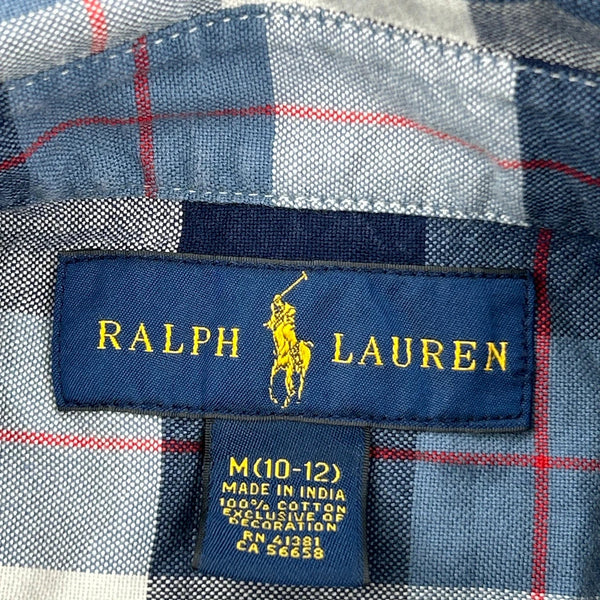 RALPH LAUREN
M (10-12)
MADE IN INDIA
100% COTTON
EXCLUSIVE OF
DECORATION
RN 41381
CA 56658